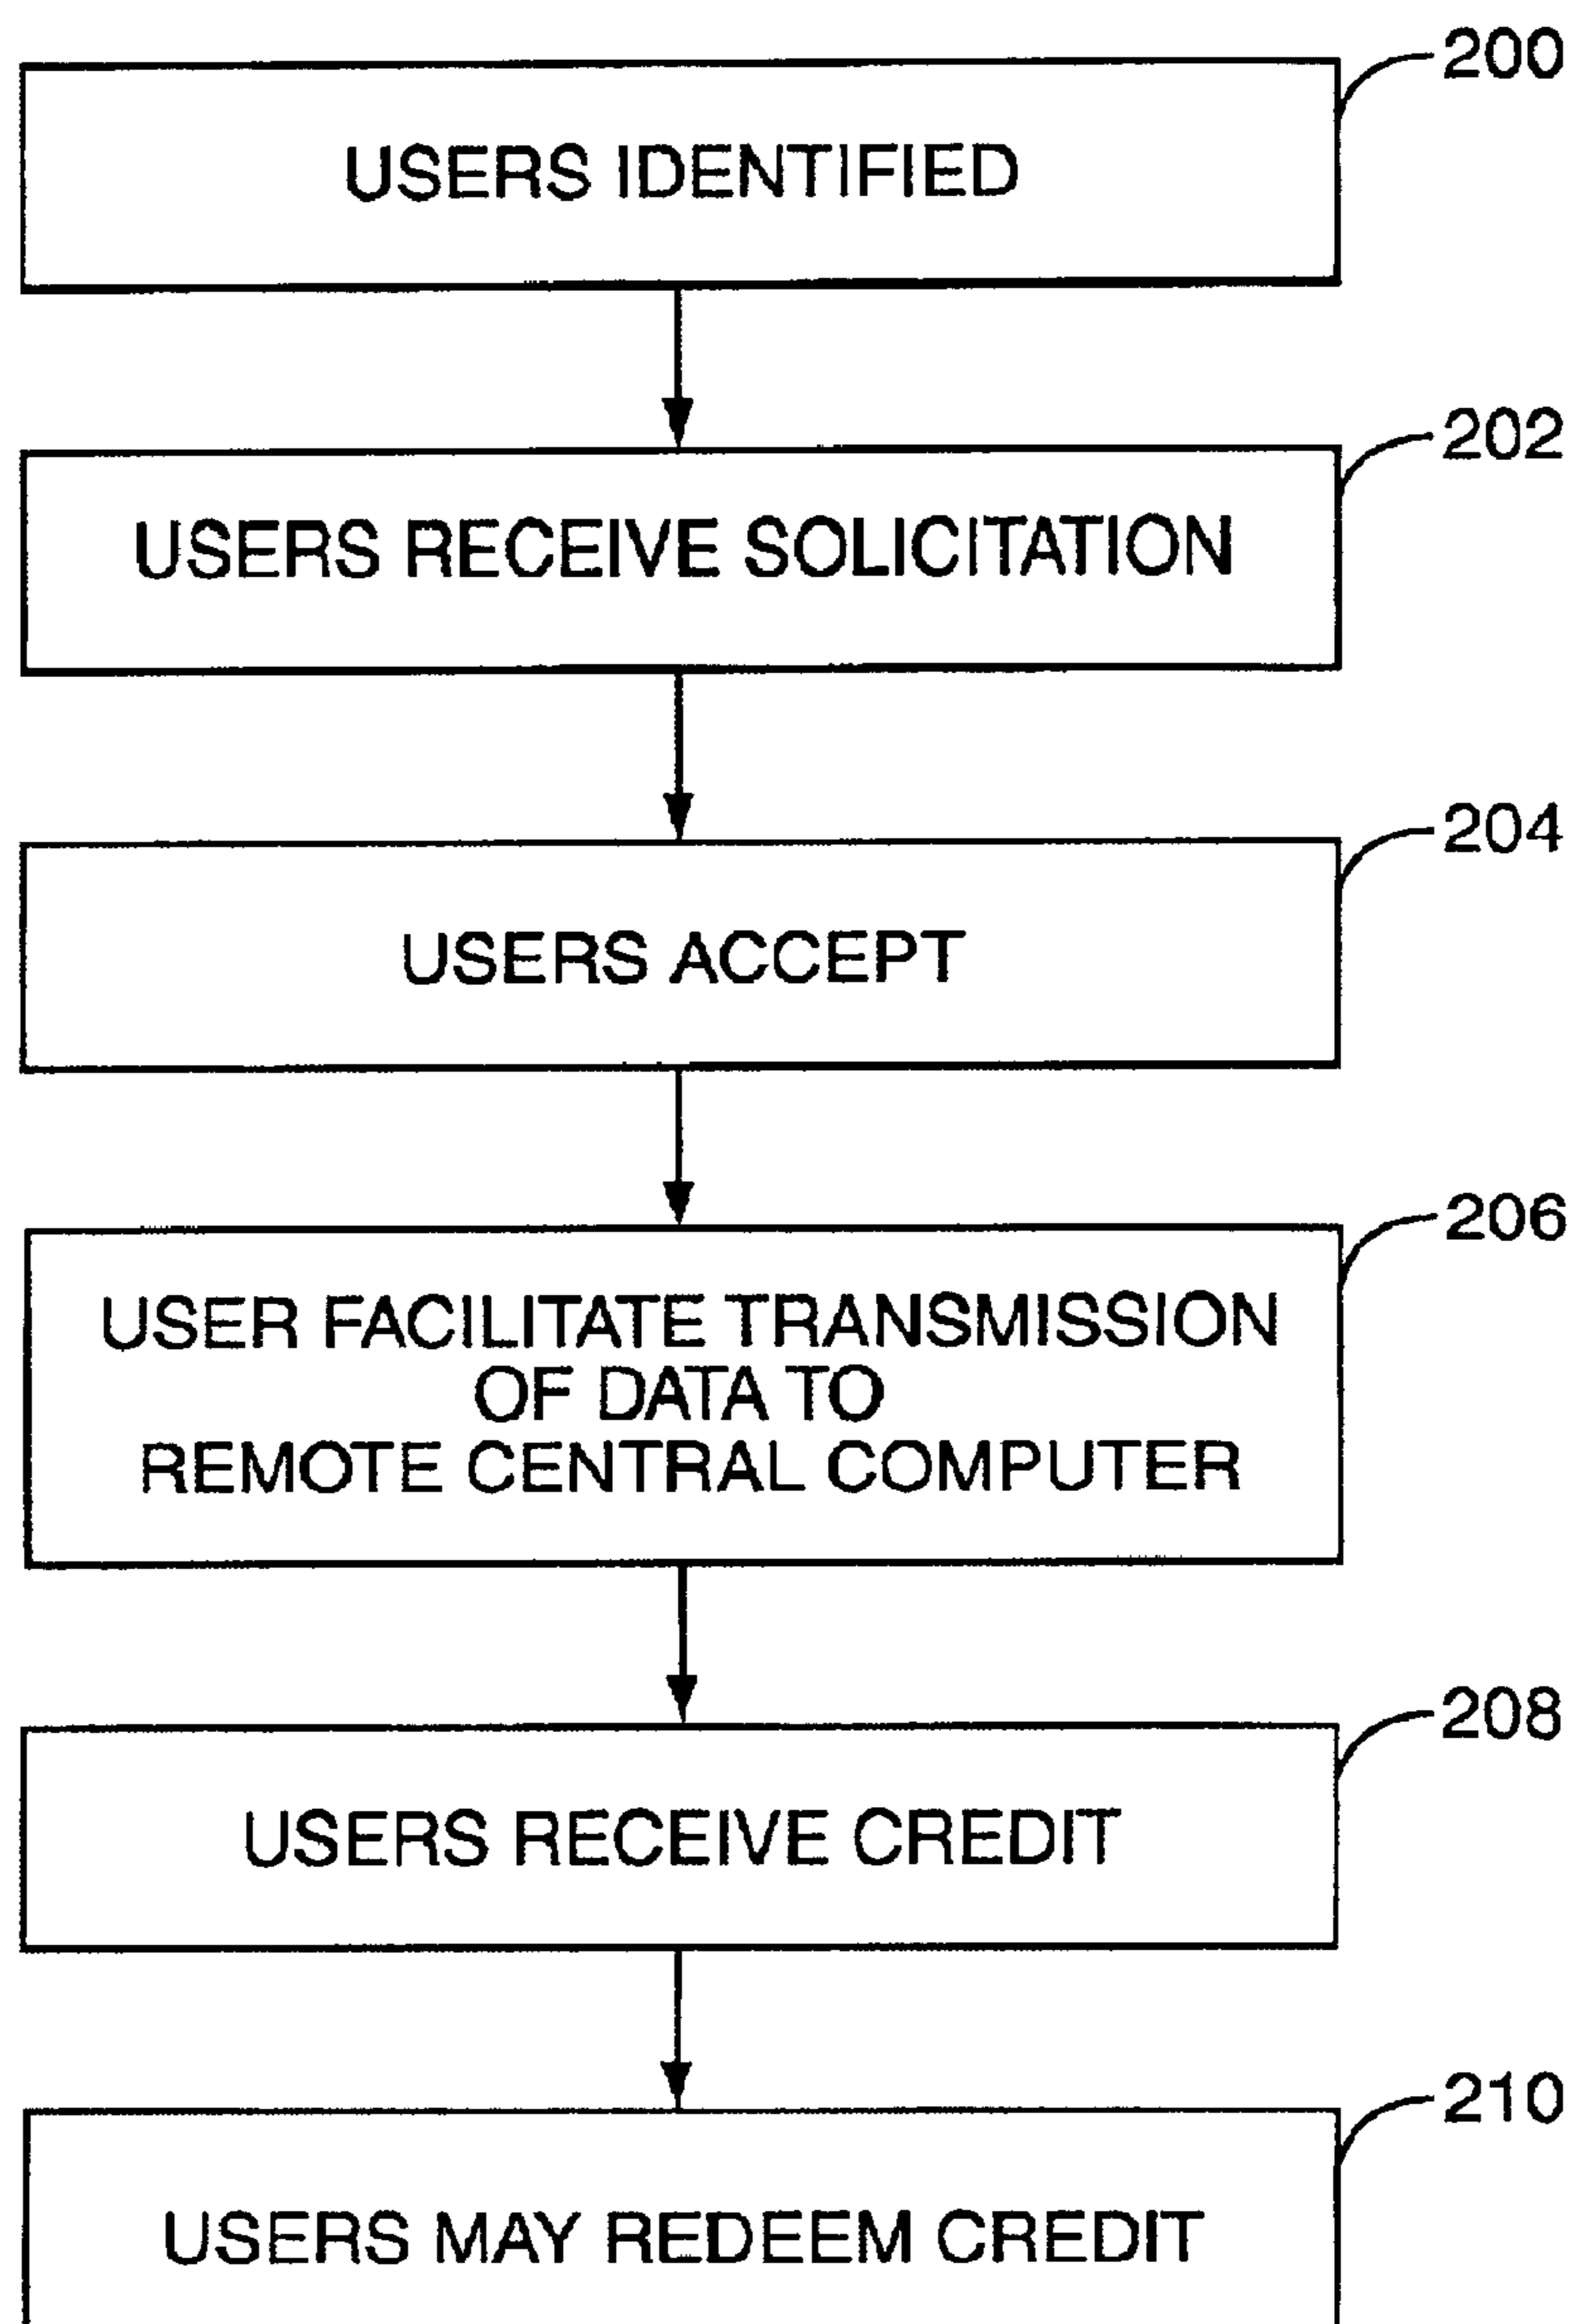 200
USERS IDENTIFIED
202
USERS RECEIVE SOLICITATION
204
USERS ACCEPT
206
USER FACILITATE TRANSMISSION
OF DATA TO
REMOTE CENTRAL COMPUTER
208
USERS RECEIVE CREDIT
210
USERS MAY REDEEM CREDIT